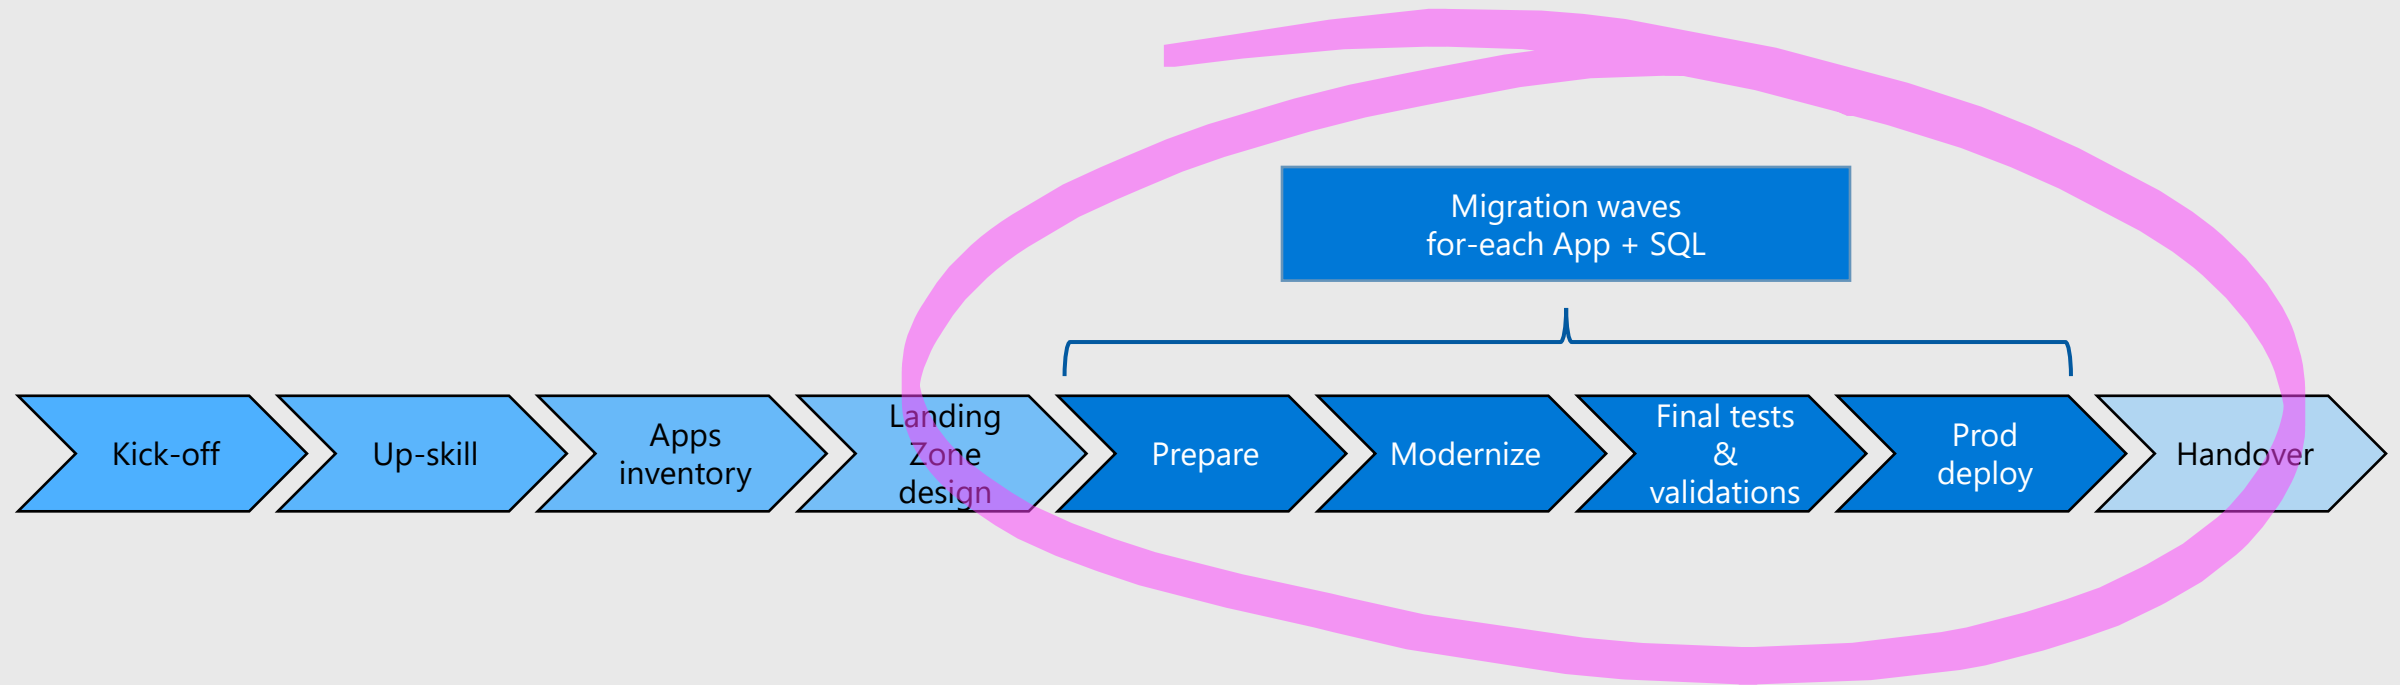 Migration waves
for-each App + SQL
Kick-off
Up-skill
Apps
inventory
Landing
Zone
design
Prepare
Modernize
Final tests
&
validations
Prod
deploy
Handover